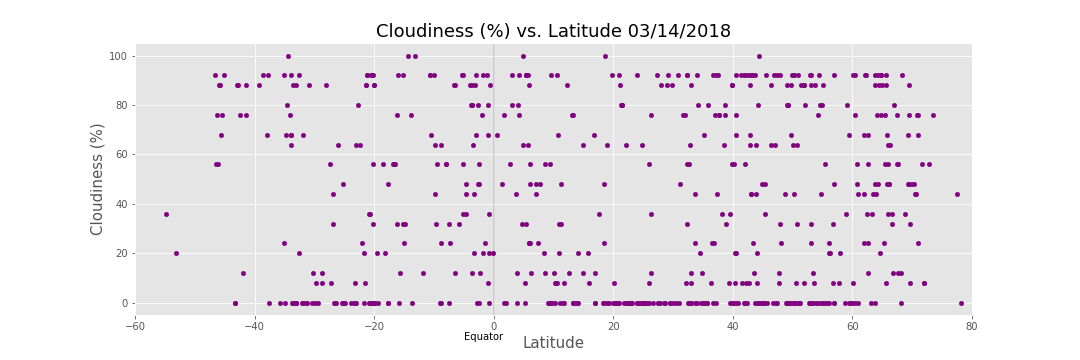 Cloudiness (%) vs. Latitude 03/14/2018
100
80
60
40
20
0
Cloudiness (%)
−60 −40 −20 0 20 40 60 80
Equator
Latitude